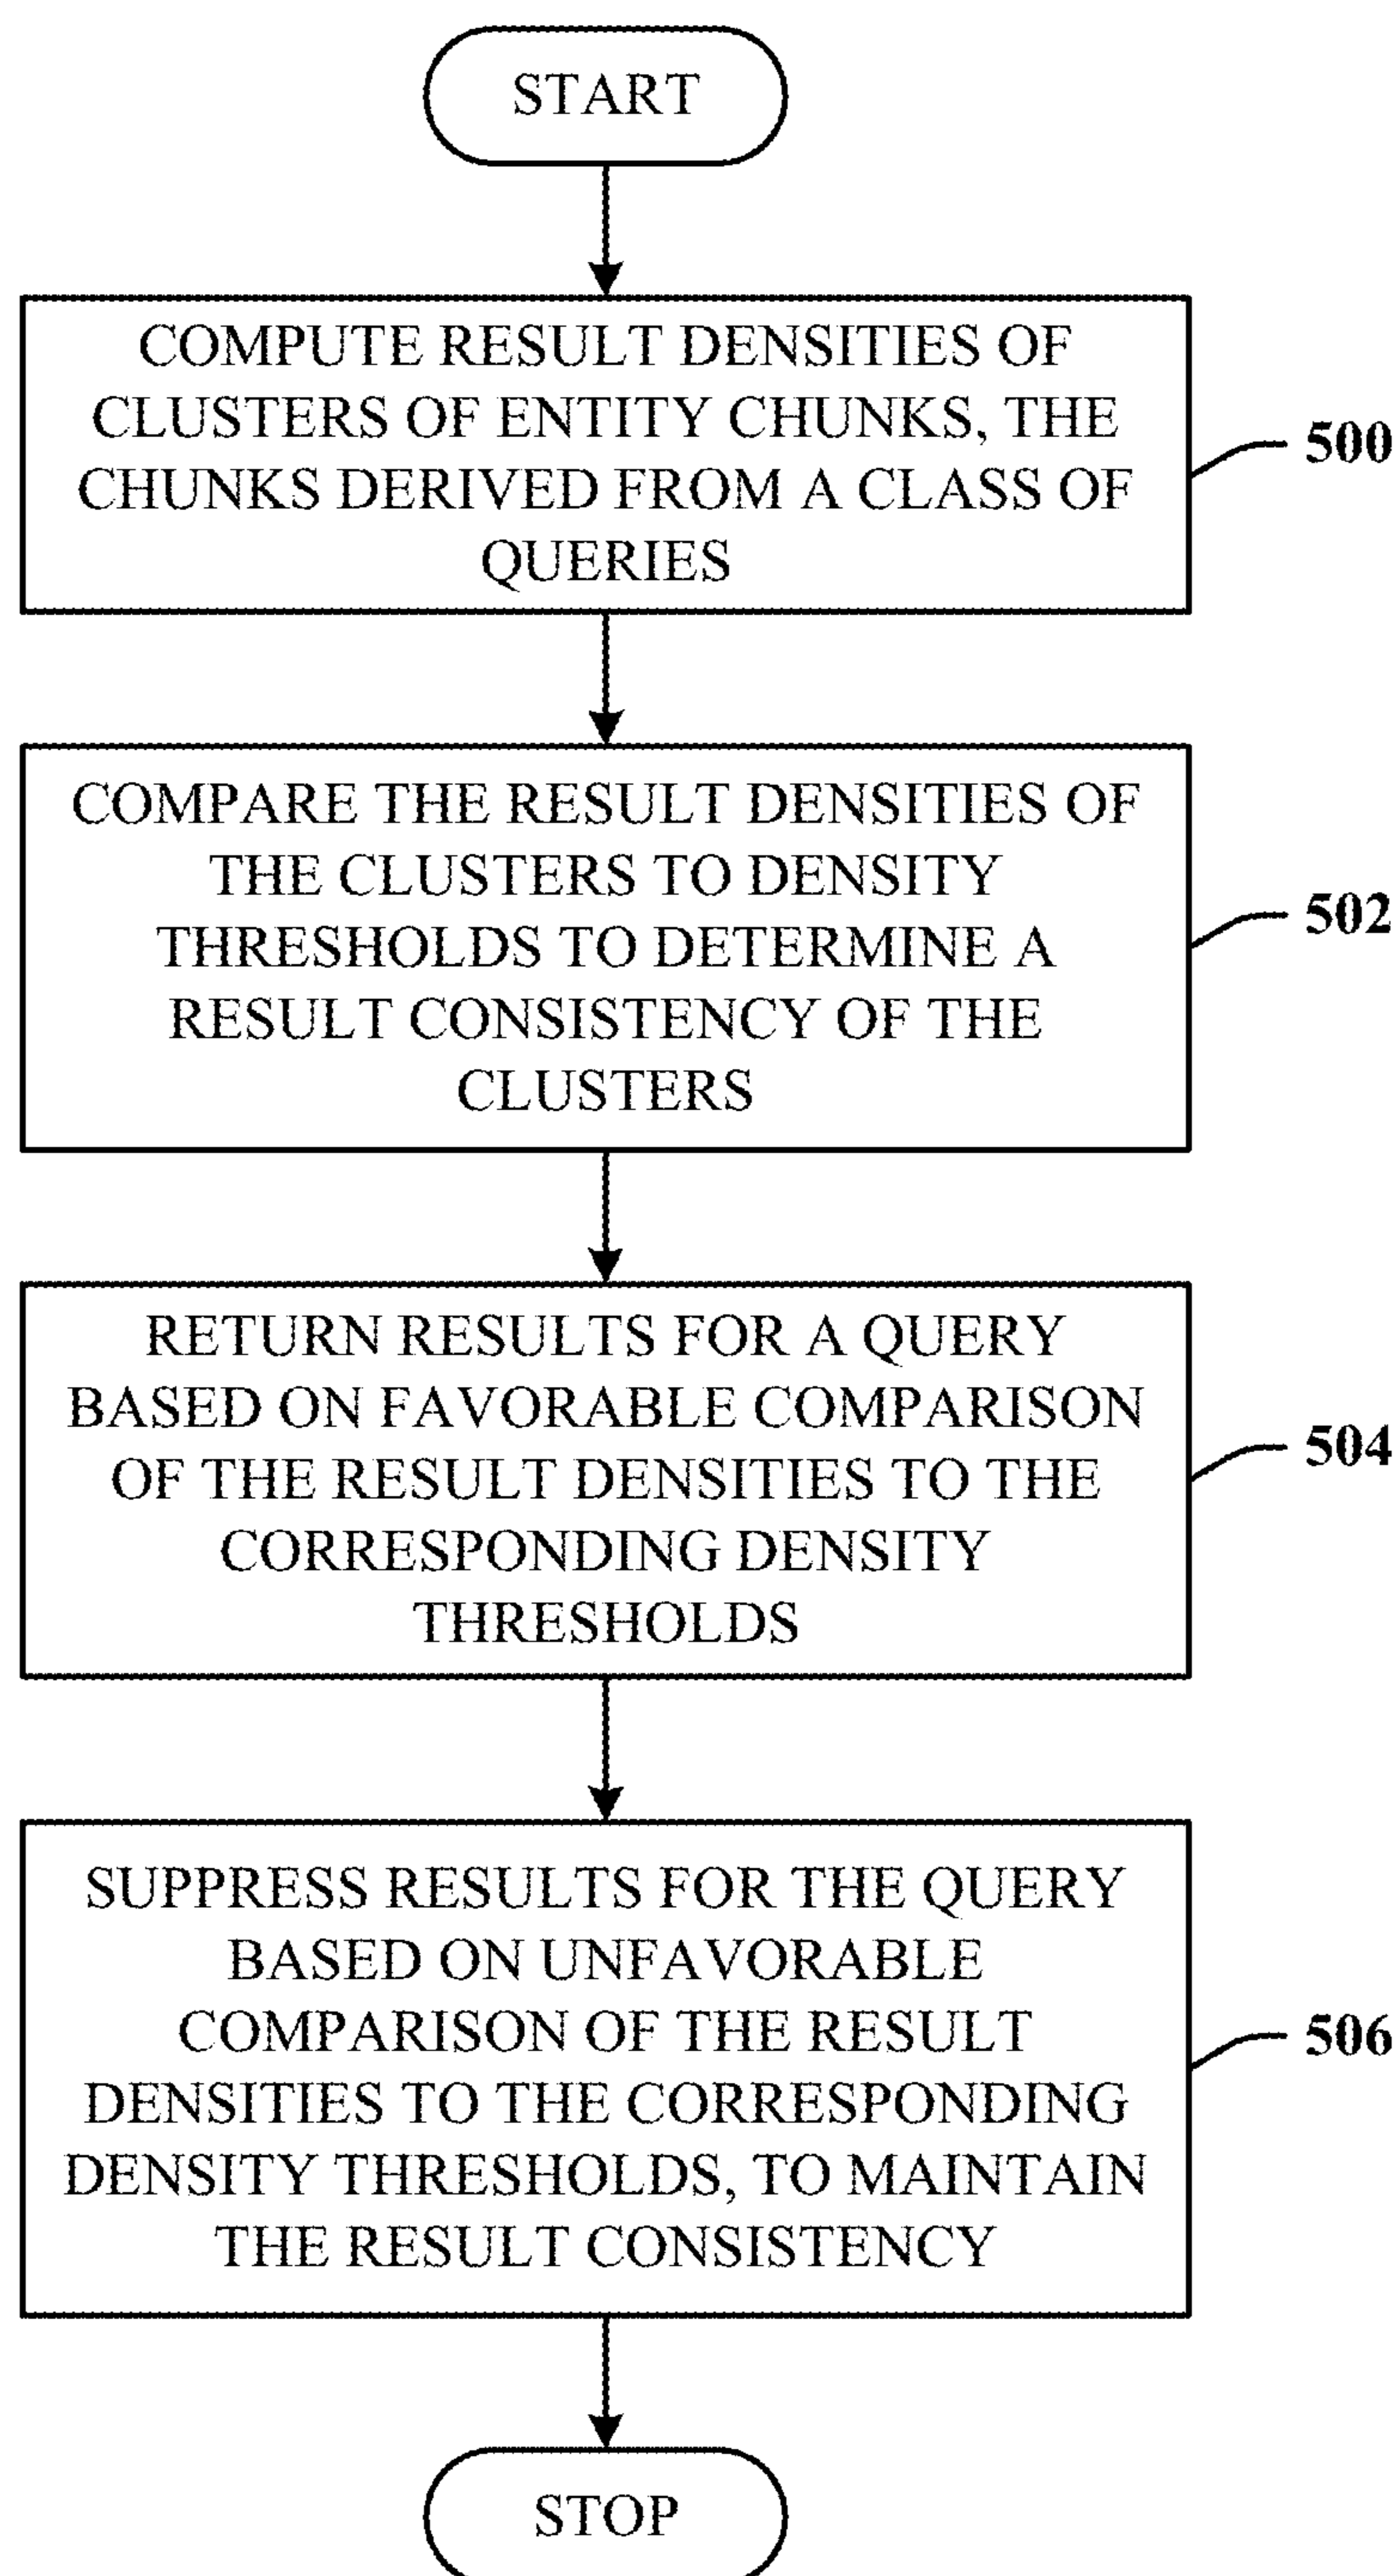 START
COMPUTE RESULT DENSITIES OF
CLUSTERS OF ENTITY CHUNKS, THE
CHUNKS DERIVED FROM A CLASS OF
QUERIES
500
COMPARE THE RESULT DENSITIES OF
THE CLUSTERS TO DENSITY
THRESHOLDS TO DETERMINE A
RESULT CONSISTENCY OF THE
CLUSTERS
502
RETURN RESULTS FOR A QUERY
BASED ON FAVORABLE COMPARISON
OF THE RESULT DENSITIES TO THE
CORRESPONDING DENSITY
THRESHOLDS
504
SUPPRESS RESULTS FOR THE QUERY
BASED ON UNFAVORABLE
COMPARISON OF THE RESULT
DENSITIES TO THE CORRESPONDING
DENSITY THRESHOLDS, TO MAINTAIN
THE RESULT CONSISTENCY
506
STOP